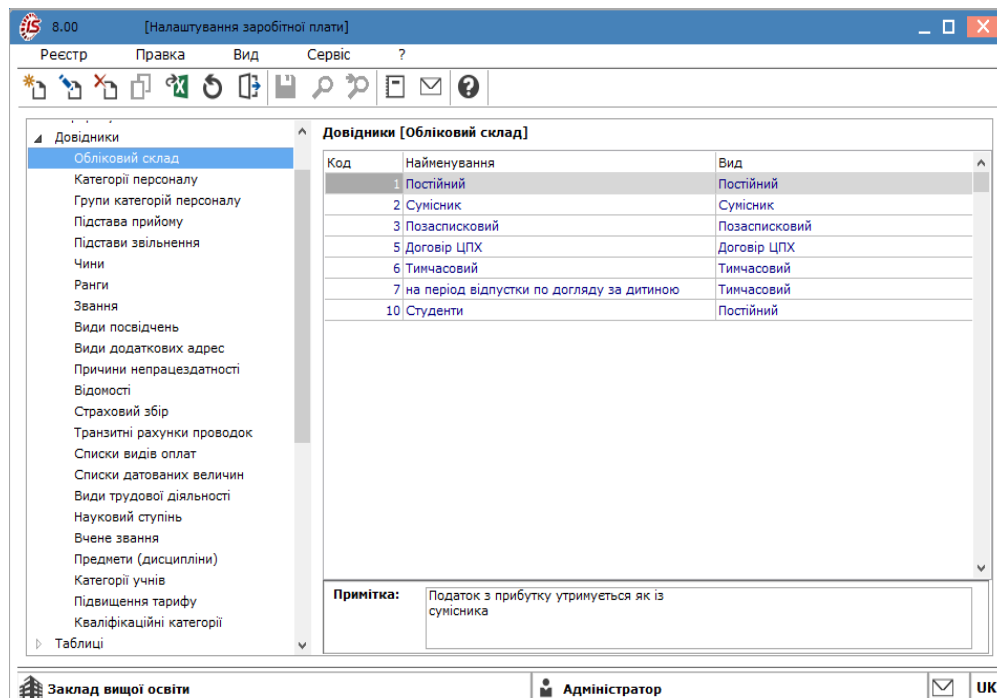 8.00 [Налаштування заробітної плати]
Реєстр Правка Вид Сервіс ?
Довідники
Обліковий склад
Категорії персоналу
Групи категорій персоналу
Підстава прийому
Підстави звільнення
Чини
Ранги
Звання
Види посвідчень
Види додаткових адрес
Причини непрацездатності
Відомості
Страховий збір
Транзитні рахунки проводок
Списки видів оплат
Списки датованих величин
Види трудової діяльності
Науковий ступінь
Вчене звання
Предмети (дисципліни)
Категорії учнів
Підвищення тарифу
Кваліфікаційні категорії
Таблиці
Довідники [Обліковий склад]
Код Найменування Вид
1 Постійний Постійний
2 Сумісник Сумісник
3 Позасписковий Позасписковий
5 Договір ЦПХ Договір ЦПХ
6 Тимчасовий Тимчасовий
7 на період відпустки по догляду за дитиною Тимчасовий
10 Студенти Постійний
Примітка: Податок з прибутку утримується як із
сумісника
Заклад вищої освіти Адміністратор UK